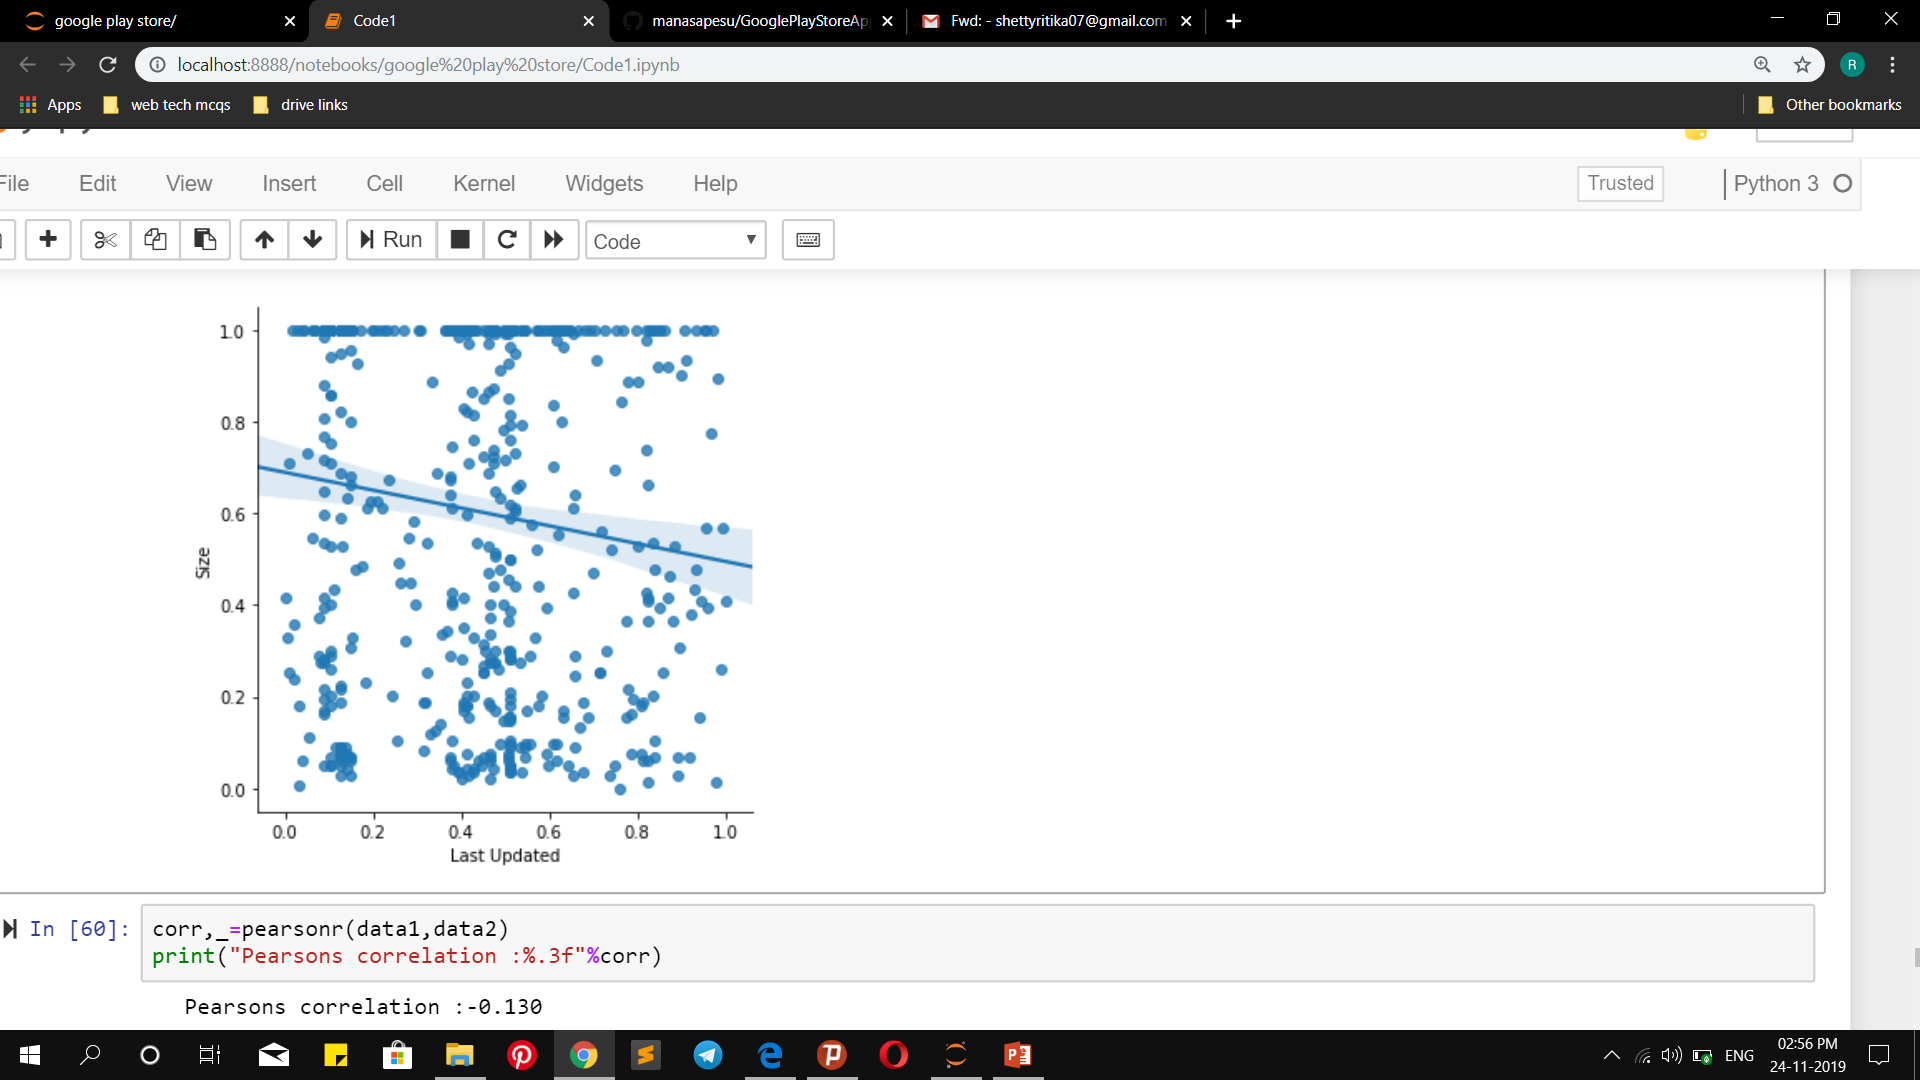 google play store/
Code1
manasapesu/GooglePlayStoreAp
Fwd: - shettyritika07@gmail.com
localhost:8888/notebooks/google%20play%20store/Code1.ipynb
R
Apps
web tech mcqs
drive links
Other bookmarks
File
Edit
View
Insert
Cell
Kernel
Widgets
Help
Trusted
Python 3
Run
Code
1.0
0.8
0.6
0.4
0.2
0.0
Size
0.0 0.2 0.4 0.6 0.8 1.0
Last Updated
In [60]:
corr,_=pearsonr(data1,data2)
print("Pearsons correlation :%.3f"%corr)
Pearsons correlation :-0.130
ENG
02:56 PM
24-11-2019